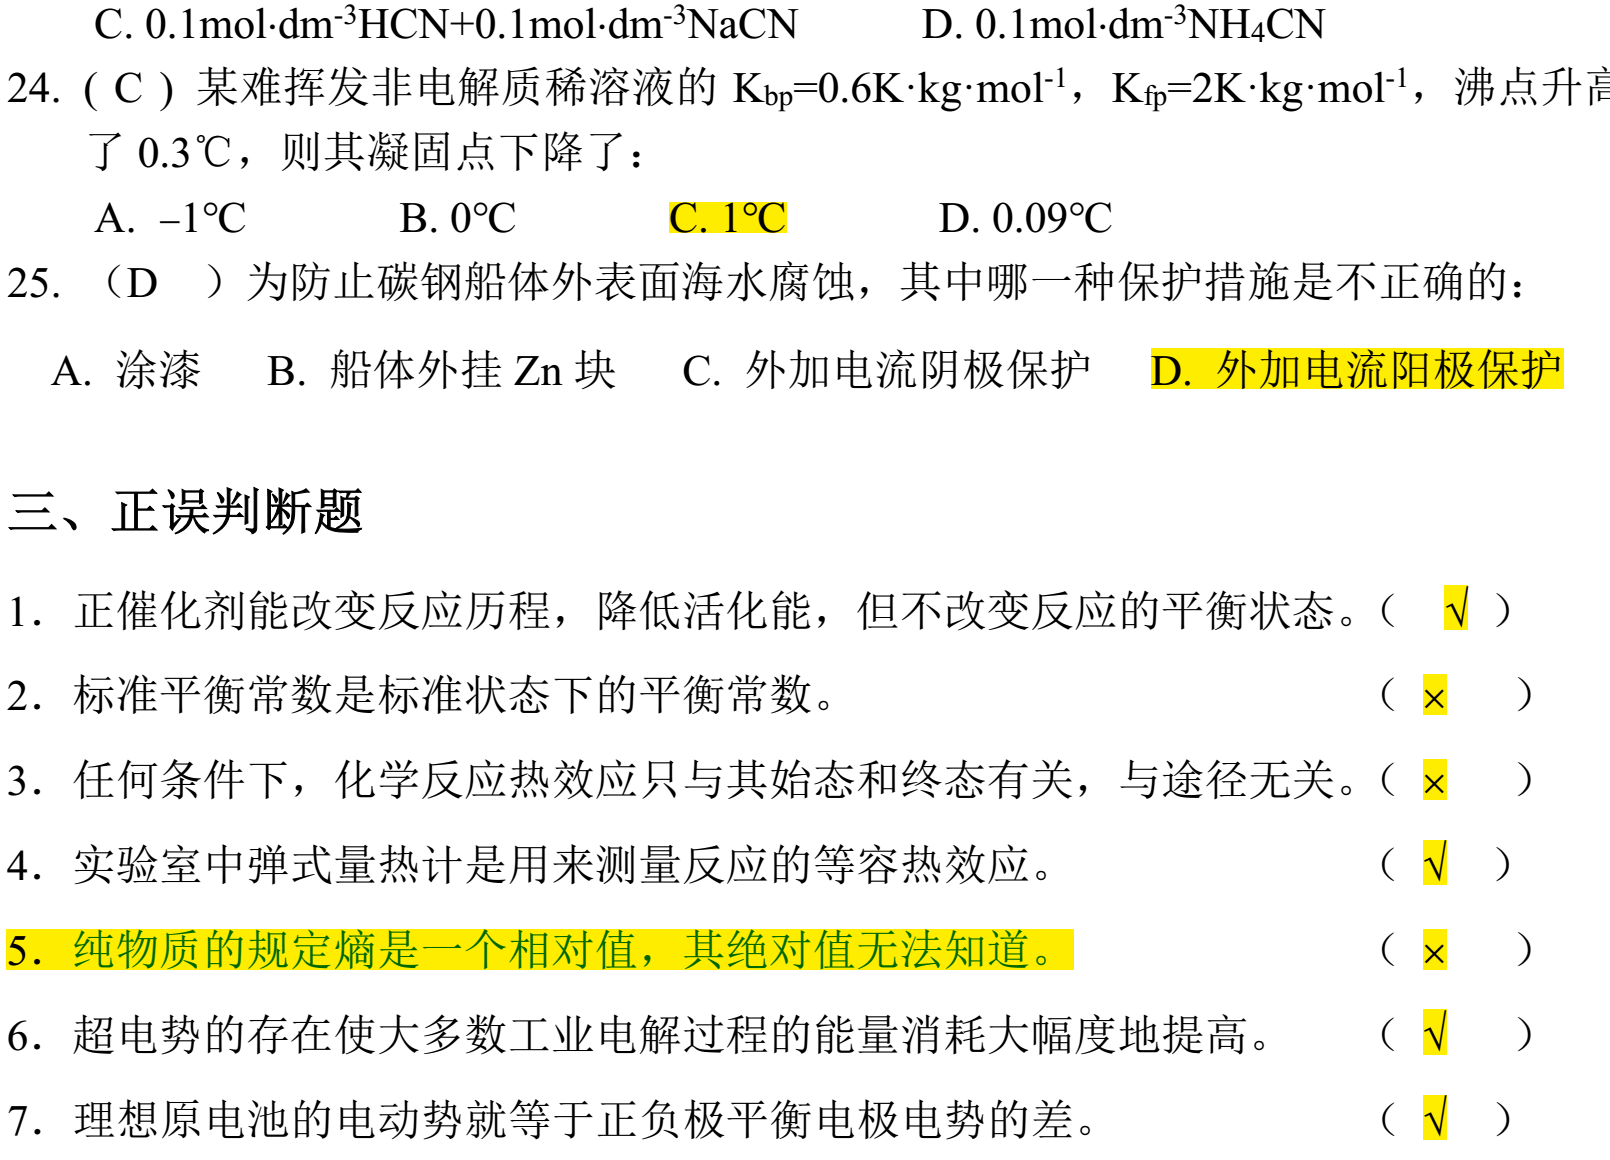 C. 0.1mol·dm⁻³HCN+0.1mol·dm⁻³NaCN D. 0.1mol·dm⁻³NH₄CN
24. ( C ) 某难挥发非电解质稀溶液的 Kbp=0.6K·kg·mol⁻¹，Kfp=2K·kg·mol⁻¹，沸点升高
了 0.3℃，则其凝固点下降了：
A. –1℃ B. 0℃ C. 1℃ D. 0.09℃
25. （D ）为防止碳钢船体外表面海水腐蚀，其中哪一种保护措施是不正确的：
A. 涂漆 B. 船体外挂 Zn 块 C. 外加电流阴极保护 D. 外加电流阳极保护
三、正误判断题
1．正催化剂能改变反应历程，降低活化能，但不改变反应的平衡状态。（ √ ）
2．标准平衡常数是标准状态下的平衡常数。 （ × ）
3．任何条件下，化学反应热效应只与其始态和终态有关，与途径无关。（ × ）
4．实验室中弹式量热计是用来测量反应的等容热效应。 （ √ ）
5．纯物质的规定熵是一个相对值，其绝对值无法知道。 （ × ）
6．超电势的存在使大多数工业电解过程的能量消耗大幅度地提高。 （ √ ）
7．理想原电池的电动势就等于正负极平衡电极电势的差。 （ √ ）